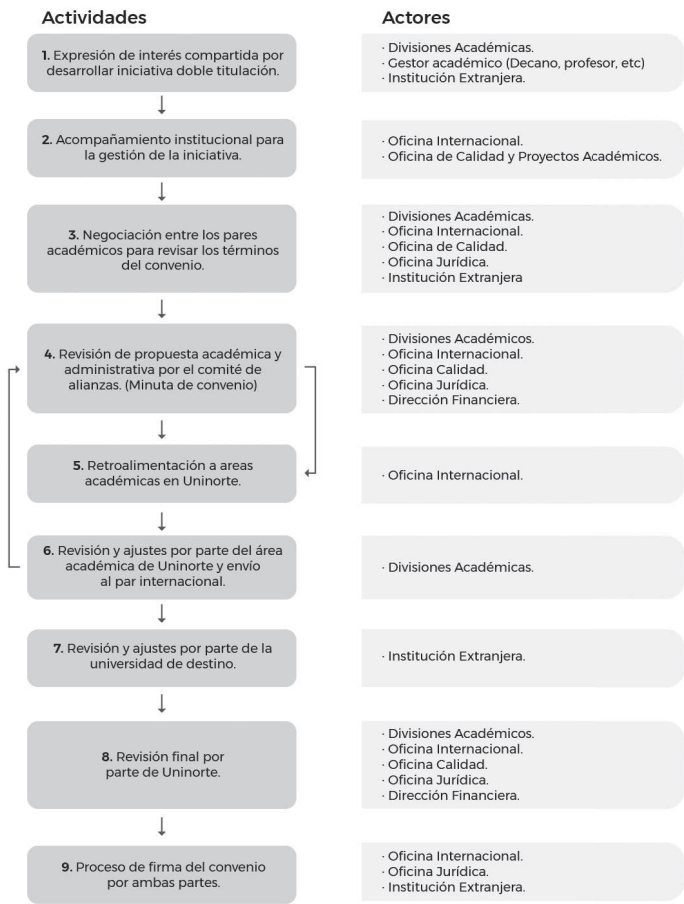 Actividades
Actores
1. Expresión de interés compartida por
desarrollar iniciativa doble titulación.
· Divisiones Académicas.
· Gestor académico (Decano, profesor, etc)
· Institución Extranjera.
2. Acompañamiento institucional para
la gestión de la iniciativa.
· Oficina Internacional.
· Oficina de Calidad y Proyectos Académicos.
3. Negociación entre los pares
académicos para revisar los términos
del convenio.
· Divisiones Académicas.
· Oficina Internacional.
· Oficina de Calidad.
· Oficina Jurídica.
· Institución Extranjera
4. Revisión de propuesta académica y
administrativa por el comité de
alianzas. (Minuta de convenio)
· Divisiones Académicos.
· Oficina Internacional.
· Oficina Calidad.
· Oficina Jurídica.
· Dirección Financiera.
5. Retroalimentación a areas
académicas en Uninorte.
· Oficina Internacional.
6. Revisión y ajustes por parte del área
académica de Uninorte y envío
al par internacional.
· Divisiones Académicas.
7. Revisión y ajustes por parte de la
universidad de destino.
· Institución Extranjera.
8. Revisión final por
parte de Uninorte.
· Divisiones Académicos.
· Oficina Internacional.
· Oficina Calidad.
· Oficina Jurídica.
· Dirección Financiera.
9. Proceso de firma del convenio
por ambas partes.
· Oficina Internacional.
· Oficina Jurídica.
· Institución Extranjera.